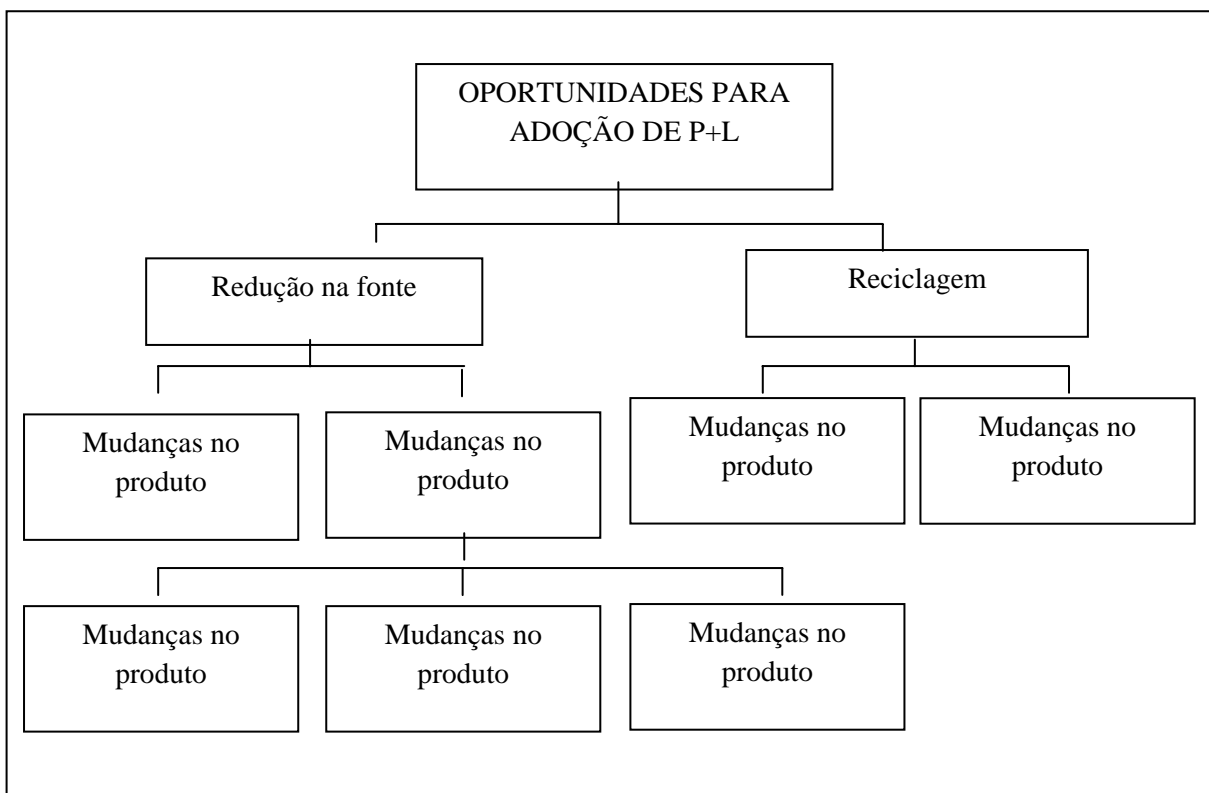 OPORTUNIDADES PARA
ADOÇÃO DE P+L
Redução na fonte
Reciclagem
Mudanças no
produto
Mudanças no
produto
Mudanças no
produto
Mudanças no
produto
Mudanças no
produto
Mudanças no
produto
Mudanças no
produto